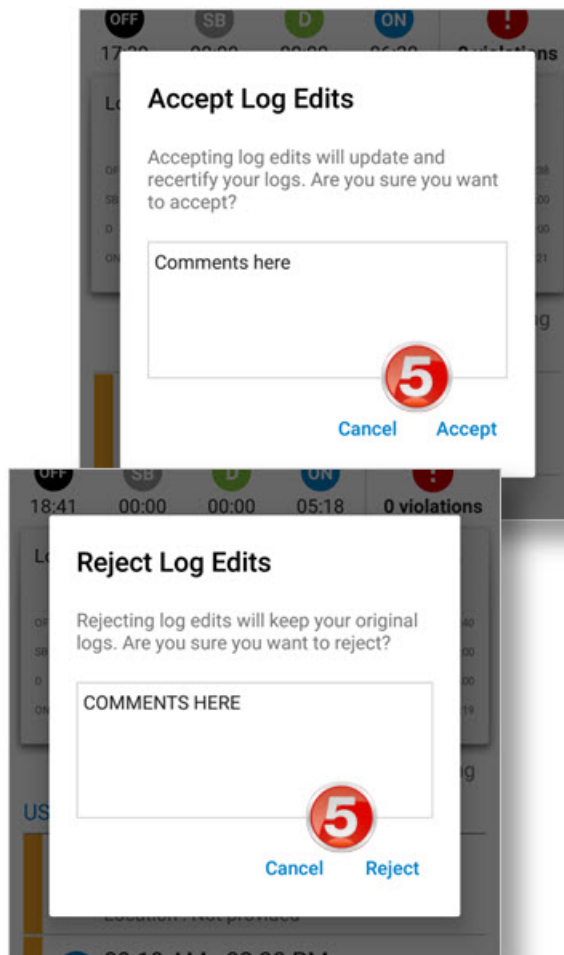 OFF SB D ON
Accept Log Edits
Accepting log edits will update and
recertify your logs. Are you sure you want
to accept?
Comments here
5
Cancel Accept
OFF SB D ON
18:41 00:00 00:00 05:18 0 violations
Reject Log Edits
Rejecting log edits will keep your original
logs. Are you sure you want to reject?
COMMENTS HERE
5
US
Cancel Reject
Location : Not provided